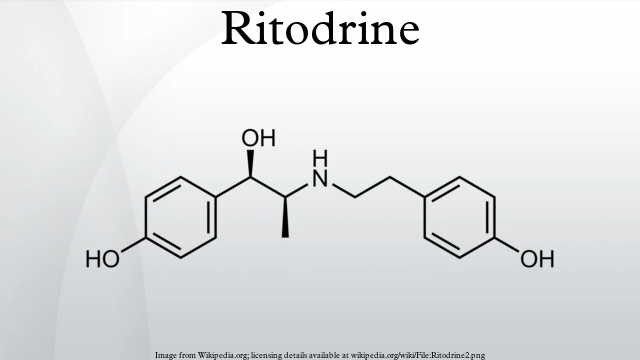 Ritodrine
OH
H
N
HO
OH
Image from Wikipedia.org; licensing details available at wikipedia.org/wiki/File:Ritodrine2.png